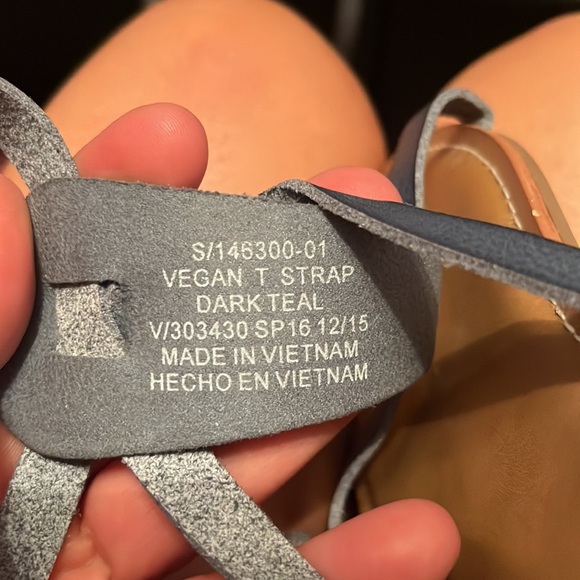 S/146300-01
VEGAN T STRAP
DARK TEAL
V/303430 SP16 12/15
MADE IN VIETNAM
HECHO EN VIETNAM